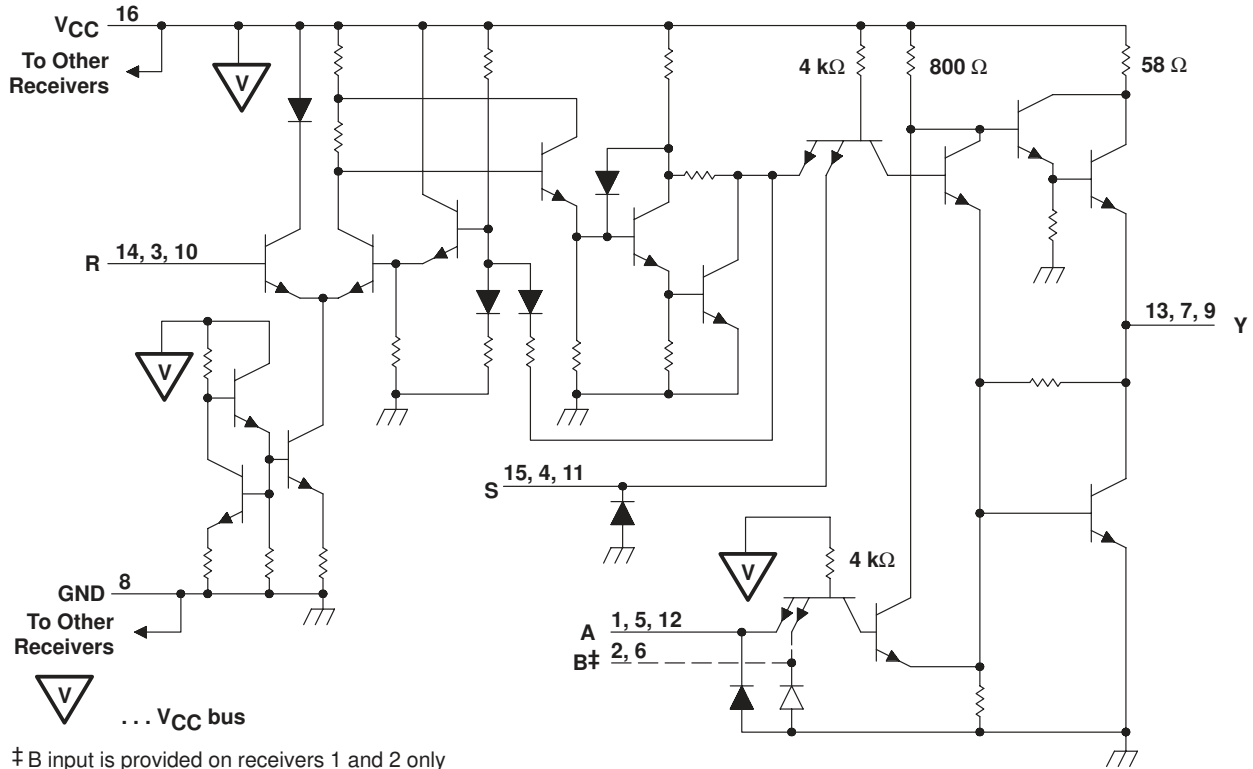 VCC 16
To Other
Receivers
V
4 kΩ
800 Ω
58 Ω
R 14, 3, 10
V
13, 7, 9 Y
S 15, 4, 11
V
4 kΩ
GND 8
To Other
Receivers
A 1, 5, 12
B‡ 2, 6
V . . . VCC bus
‡ B input is provided on receivers 1 and 2 only